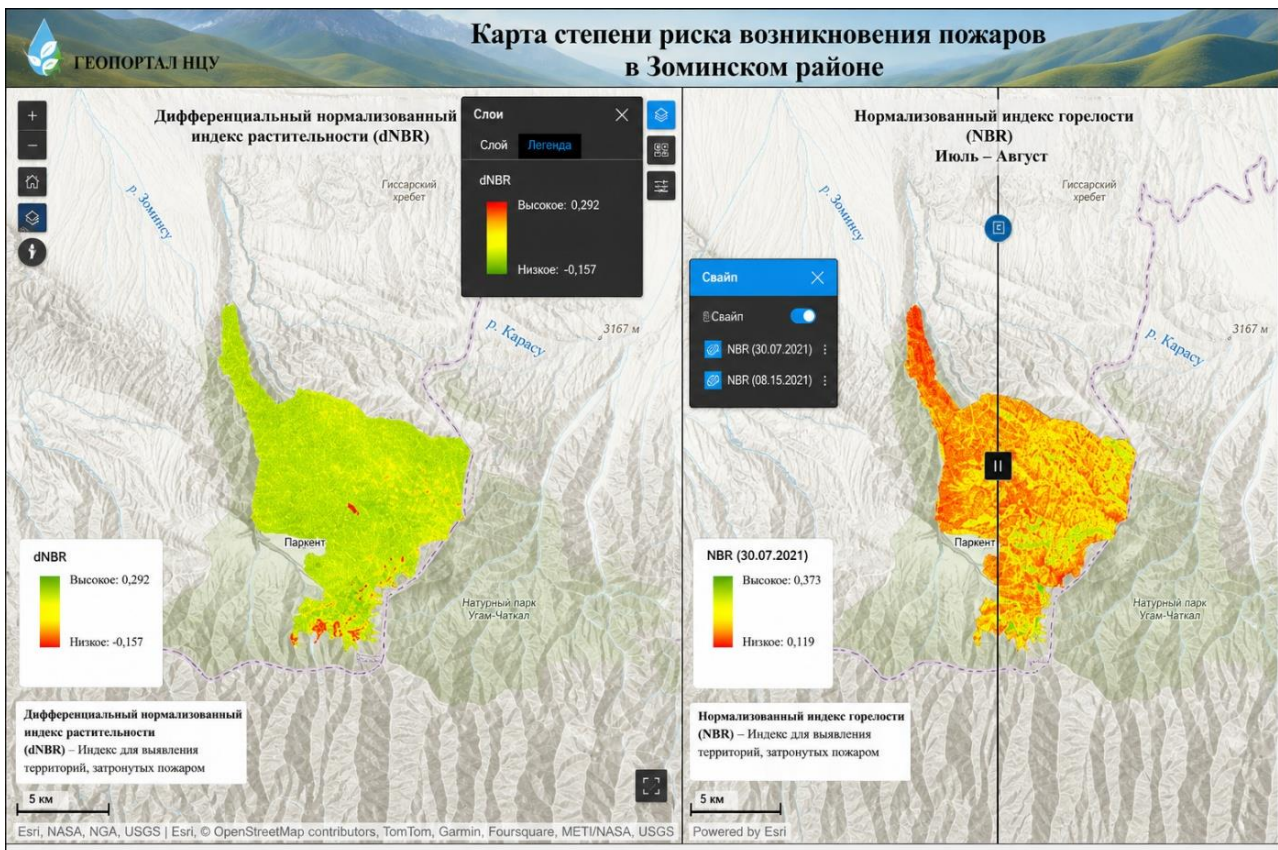 ГЕОПОРТАЛ НЦУ
Карта степени риска возникновения пожаров
в Зоминском районе
Дифференциальный нормализованный
индекс растительности (dNBR)
Слои
Слой Легенда
dNBR
Высокое: 0,292
Низкое: -0,157
Гиссарский
хребет
р. Зоминсу
р. Карасу
3167 м
Паркент
Натурный парк
Угам-Чаткал
dNBR
Высокое: 0,292
Низкое: -0,157
Дифференциальный нормализованный
индекс растительности
(dNBR) – Индекс для выявления
территорий, затронутых пожаром
5 км
Esri, NASA, NGA, USGS | Esri, © OpenStreetMap contributors, TomTom, Garmin, Foursquare, METI/NASA, USGS
Нормализованный индекс горелости
(NBR)
Июль – Август
Гиссарский
хребет
р. Зоминсу
Свайп
Свайп
NBR (30.07.2021)
NBR (08.15.2021)
р. Карасу
3167 м
Паркент
Натурный парк
Угам-Чаткал
NBR (30.07.2021)
Высокое: 0,373
Низкое: 0,119
Нормализованный индекс горелости
(NBR) – Индекс для выявления
территорий, затронутых пожаром
5 км
Powered by Esri